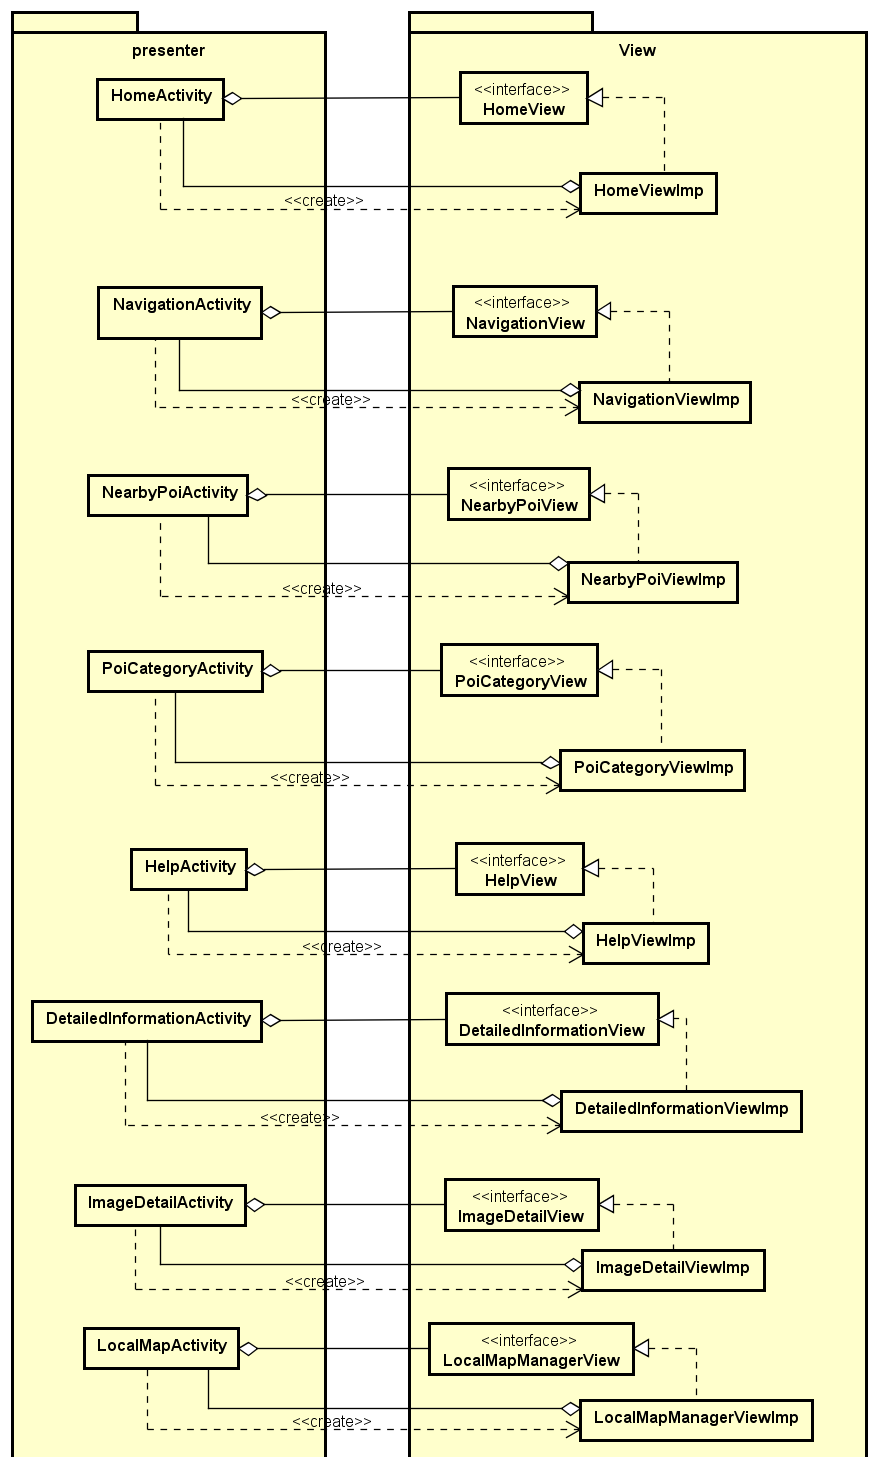 presenter
View
HomeActivity
<<interface>>
HomeView
HomeViewImp
<<create>>
NavigationActivity
<<interface>>
NavigationView
NavigationViewImp
<<create>>
NearbyPoiActivity
<<interface>>
NearbyPoiView
NearbyPoiViewImp
<<create>>
PoiCategoryActivity
<<interface>>
PoiCategoryView
PoiCategoryViewImp
<<create>>
HelpActivity
<<interface>>
HelpView
HelpViewImp
<<create>>
DetailedInformationActivity
<<interface>>
DetailedInformationView
DetailedInformationViewImp
<<create>>
ImageDetailActivity
<<interface>>
ImageDetailView
ImageDetailViewImp
<<create>>
LocalMapActivity
<<interface>>
LocalMapManagerView
LocalMapManagerViewImp
<<create>>